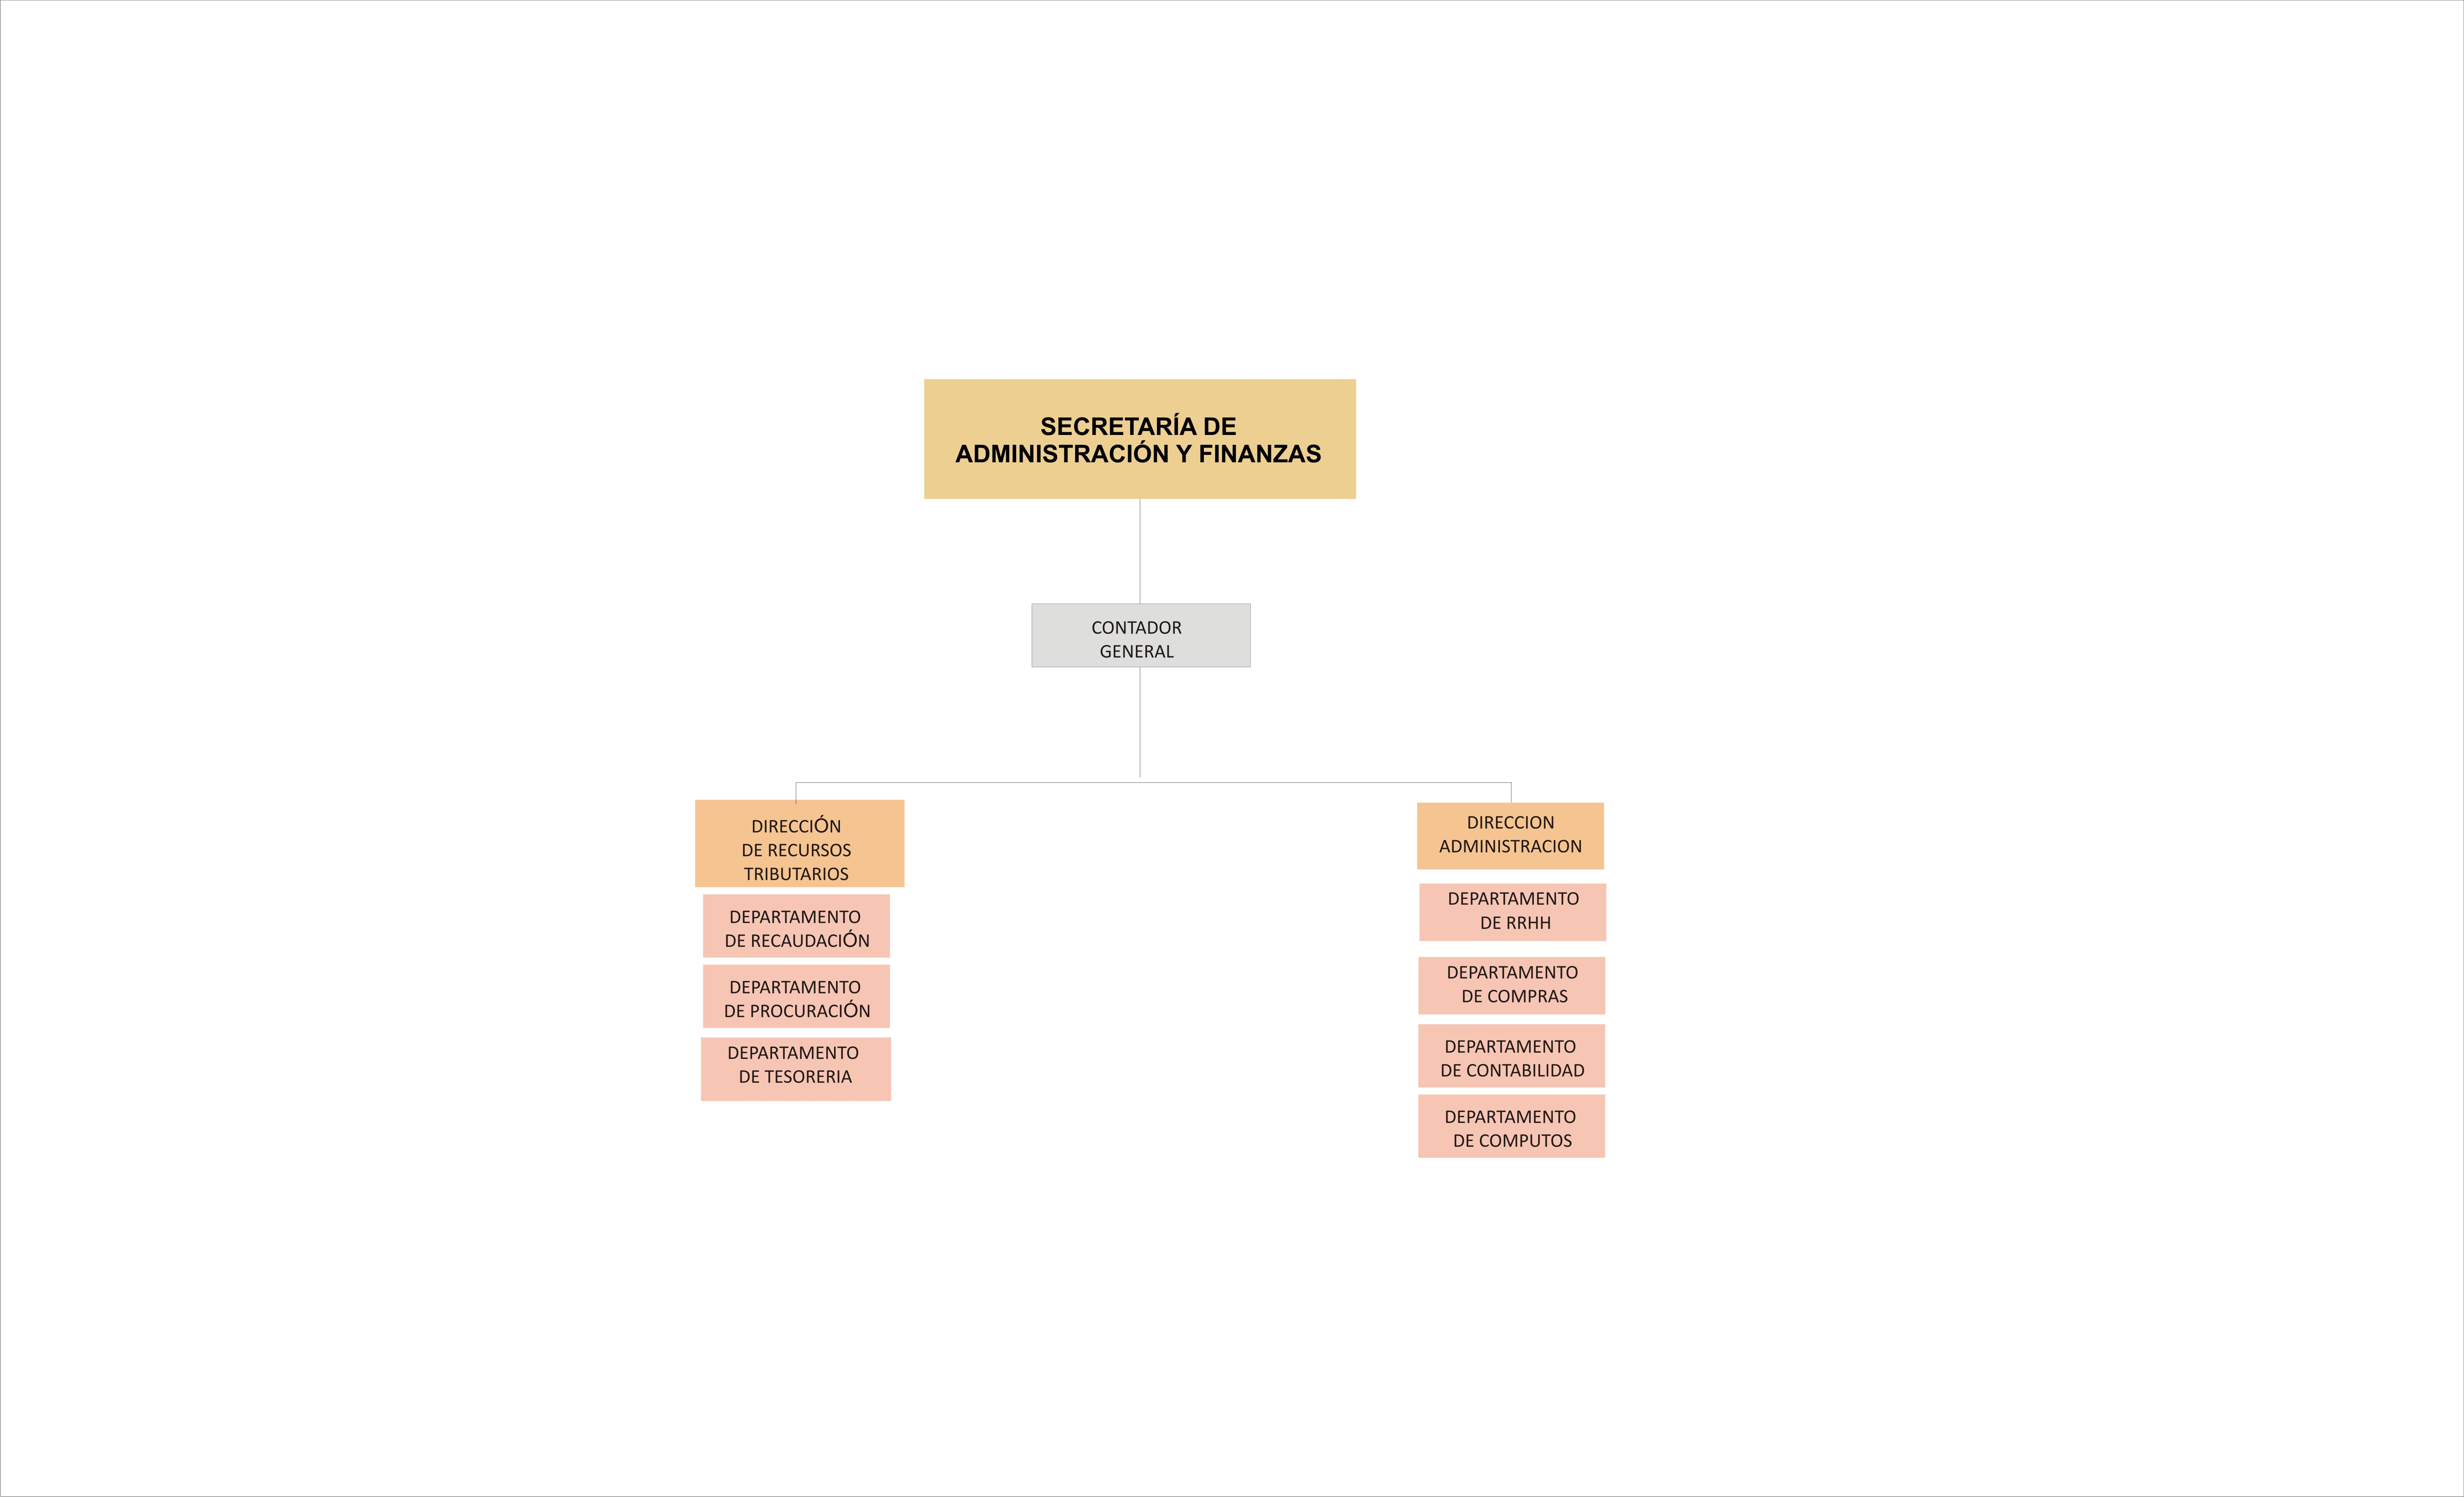 SECRETARÍA DE
ADMINISTRACIÓN Y FINANZAS
CONTADOR
GENERAL
DIRECCIÓN
DE RECURSOS
TRIBUTARIOS
DEPARTAMENTO
DE RECAUDACIÓN
DEPARTAMENTO
DE PROCURACIÓN
DEPARTAMENTO
DE TESORERIA
DIRECCION
ADMINISTRACION
DEPARTAMENTO
DE RRHH
DEPARTAMENTO
DE COMPRAS
DEPARTAMENTO
DE CONTABILIDAD
DEPARTAMENTO
DE COMPUTOS